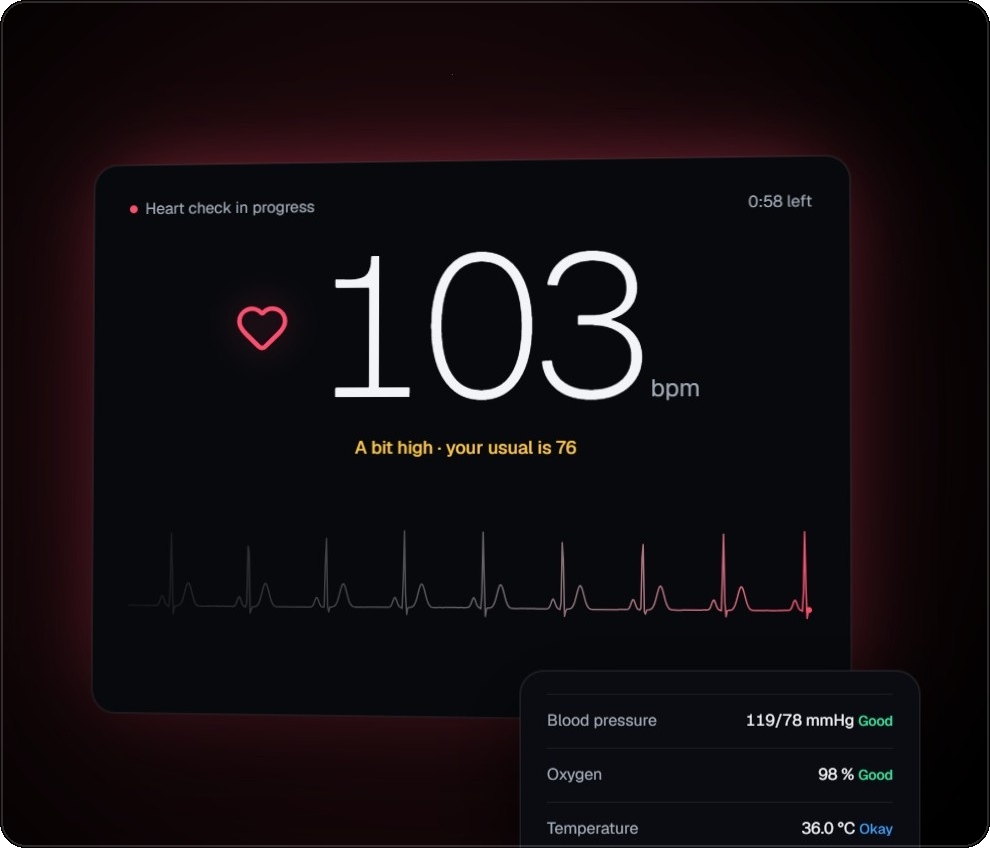 Heart check in progress
0:58 left
103 bpm
A bit high · your usual is 76
Blood pressure 119/78 mmHg Good
Oxygen 98 % Good
Temperature 36.0 °C Okay